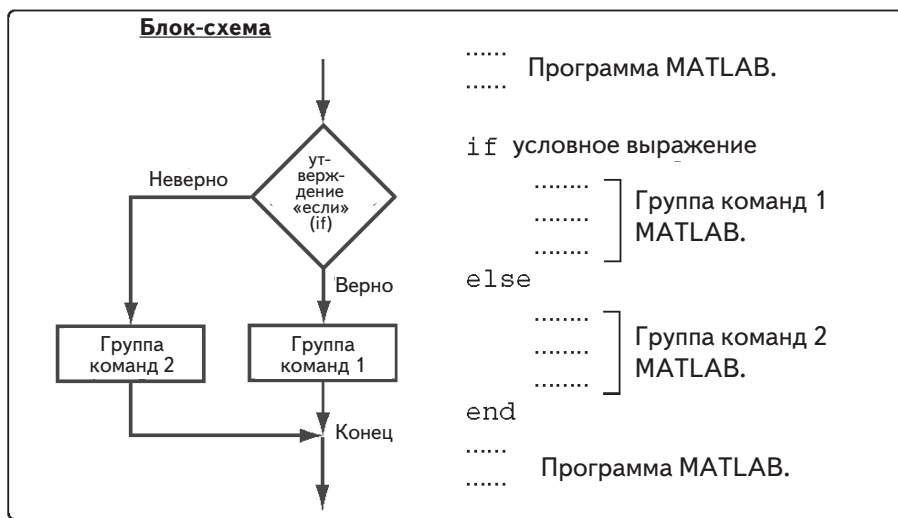 Блок-схема
ут-
верж-
дение
«если»
(if)
Неверно
Верно
Группа
команд 2
Группа
команд 1
Конец
......
Программа MATLAB.
......
if условное выражение
........
........
........
Группа команд 1
MATLAB.
else
........
........
........
Группа команд 2
MATLAB.
end
......
Программа MATLAB.
......